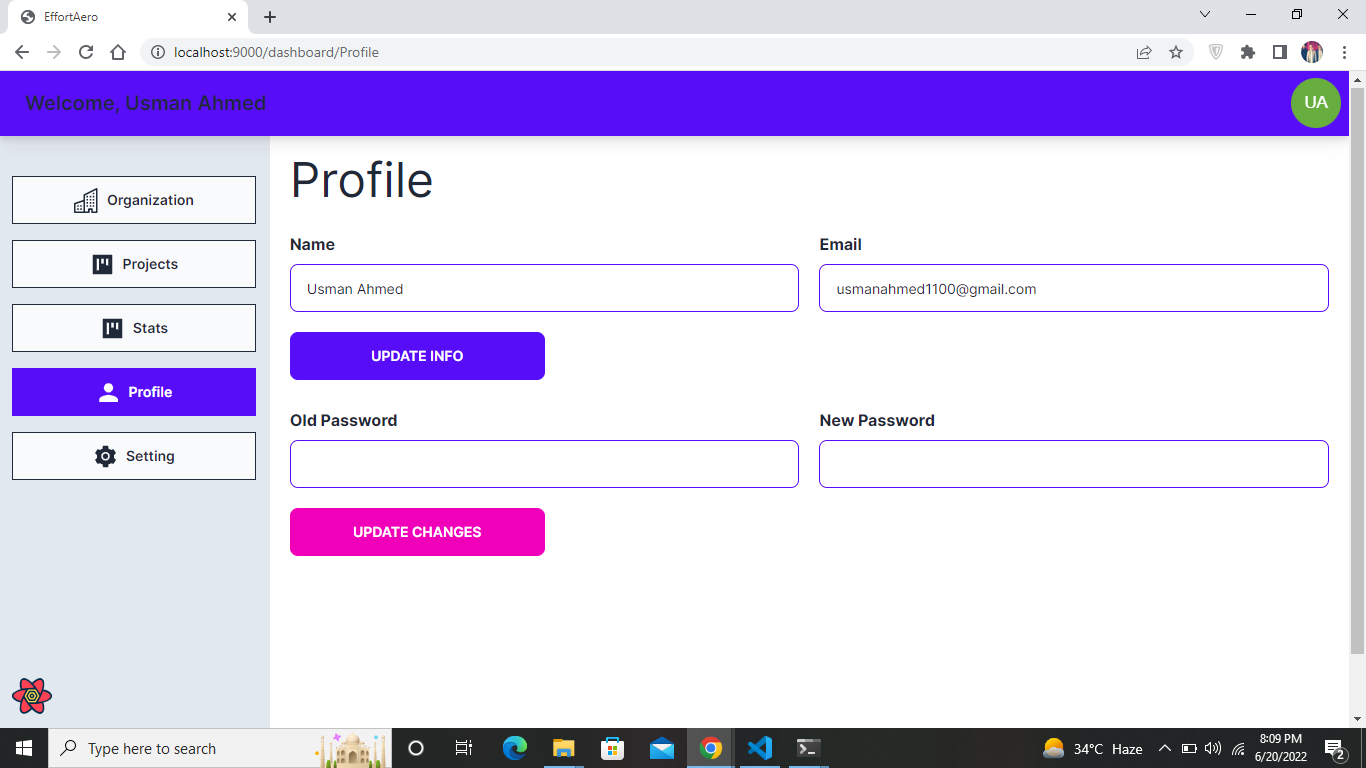 EffortAero
localhost:9000/dashboard/Profile
Welcome, Usman Ahmed
UA
Organization
Projects
Stats
Profile
Setting
Profile
Name
Email
Usman Ahmed
usmanahmed1100@gmail.com
UPDATE INFO
Old Password
New Password
UPDATE CHANGES
Type here to search
34°C Haze
8:09 PM
6/20/2022
2